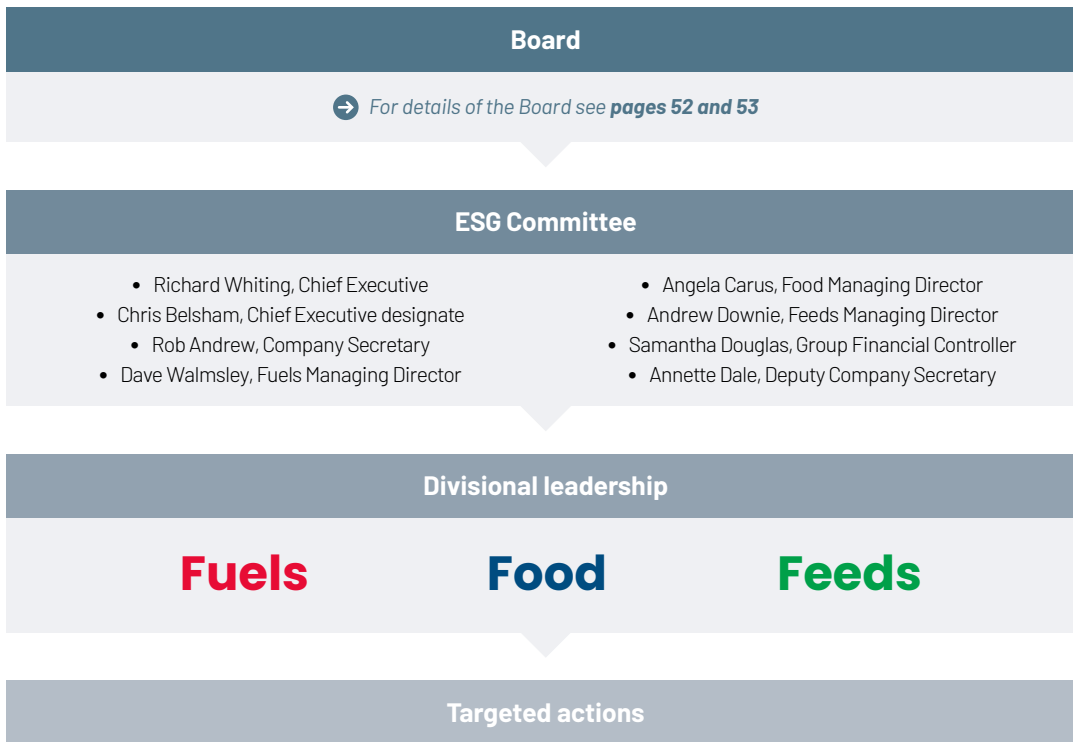 Board
For details of the Board see pages 52 and 53
ESG Committee
• Richard Whiting, Chief Executive
• Chris Belsham, Chief Executive designate
• Rob Andrew, Company Secretary
• Dave Walmsley, Fuels Managing Director
• Angela Carus, Food Managing Director
• Andrew Downie, Feeds Managing Director
• Samantha Douglas, Group Financial Controller
• Annette Dale, Deputy Company Secretary
Divisional leadership
Fuels
Food
Feeds
Targeted actions